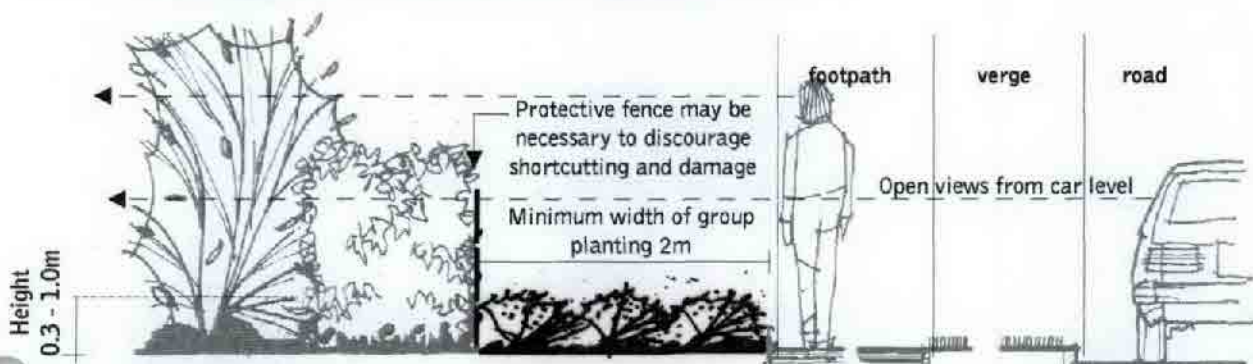 footpath
verge
road
Protective fence may be
necessary to discourage
shortcutting and damage
Open views from car level
Minimum width of group
planting 2m
Height
0.3 - 1.0m